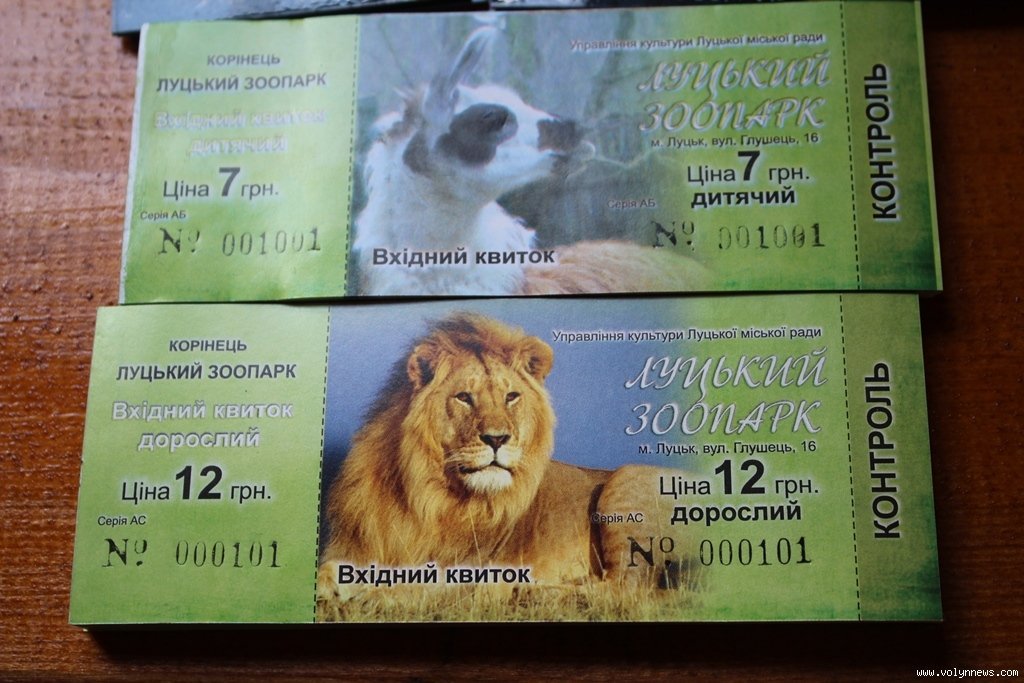 КОРІНЕЦЬ
ЛУЦЬКИЙ ЗООПАРК
Вхідний квиток
дитячий
Ціна 7 грн.
Серія АБ
№ 001001
Вхідний квиток
Управління культури Луцької міської ради
ЛУЦЬКИЙ
ЗООПАРК
м. Луцьк, вул. Глушець, 16
Ціна 7 грн.
дитячий
Серія АБ
№ 001001
КОНТРОЛЬ
КОРІНЕЦЬ
ЛУЦЬКИЙ ЗООПАРК
Вхідний квиток
дорослий
Ціна 12 грн.
Серія АС
№ 000101
Вхідний квиток
Управління культури Луцької міської ради
ЛУЦЬКИЙ
ЗООПАРК
м. Луцьк, вул. Глушець, 16
Ціна 12 грн.
дорослий
Серія АС
№ 000101
КОНТРОЛЬ
www.volynnews.com